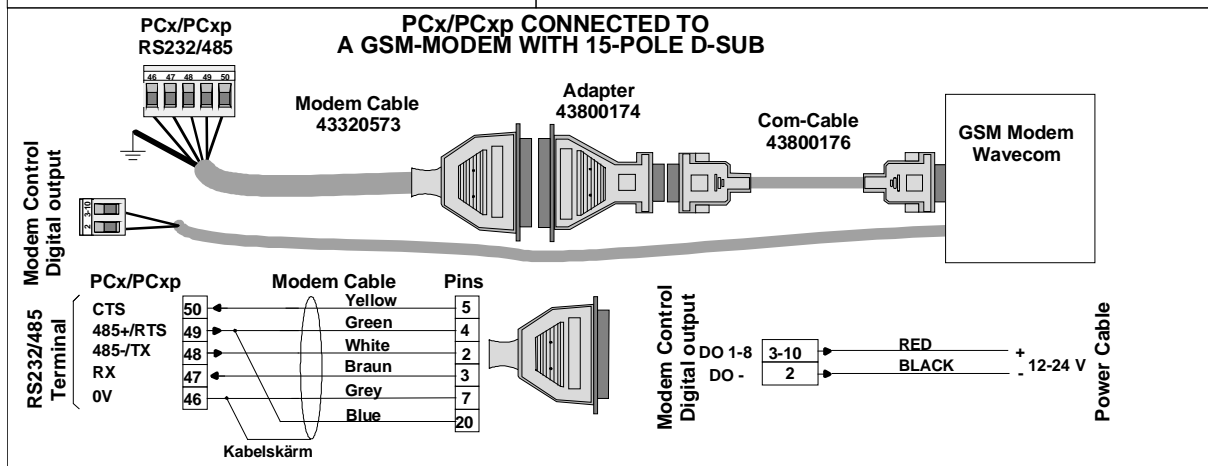 PCx/PCxp CONNECTED TO
A GSM-MODEM WITH 15-POLE D-SUB
PCx/PCxp
RS232/485
46 47 48 49 50
Modem Cable
43320573
Adapter
43800174
Com-Cable
43800176
GSM Modem
Wavecom
Modem Control
Digital output
2 3-10
PCx/PCxp
Modem Cable
Pins
RS232/485
Terminal
CTS 50 Yellow 5
485+/RTS 49 Green 4
485-/TX 48 White 2
RX 47 Braun 3
0V 46 Grey 7
Blue 20
Kabelskärm
Modem Control
Digital output
DO 1-8 3-10 RED +
DO - 2 BLACK -
12-24 V
Power Cable